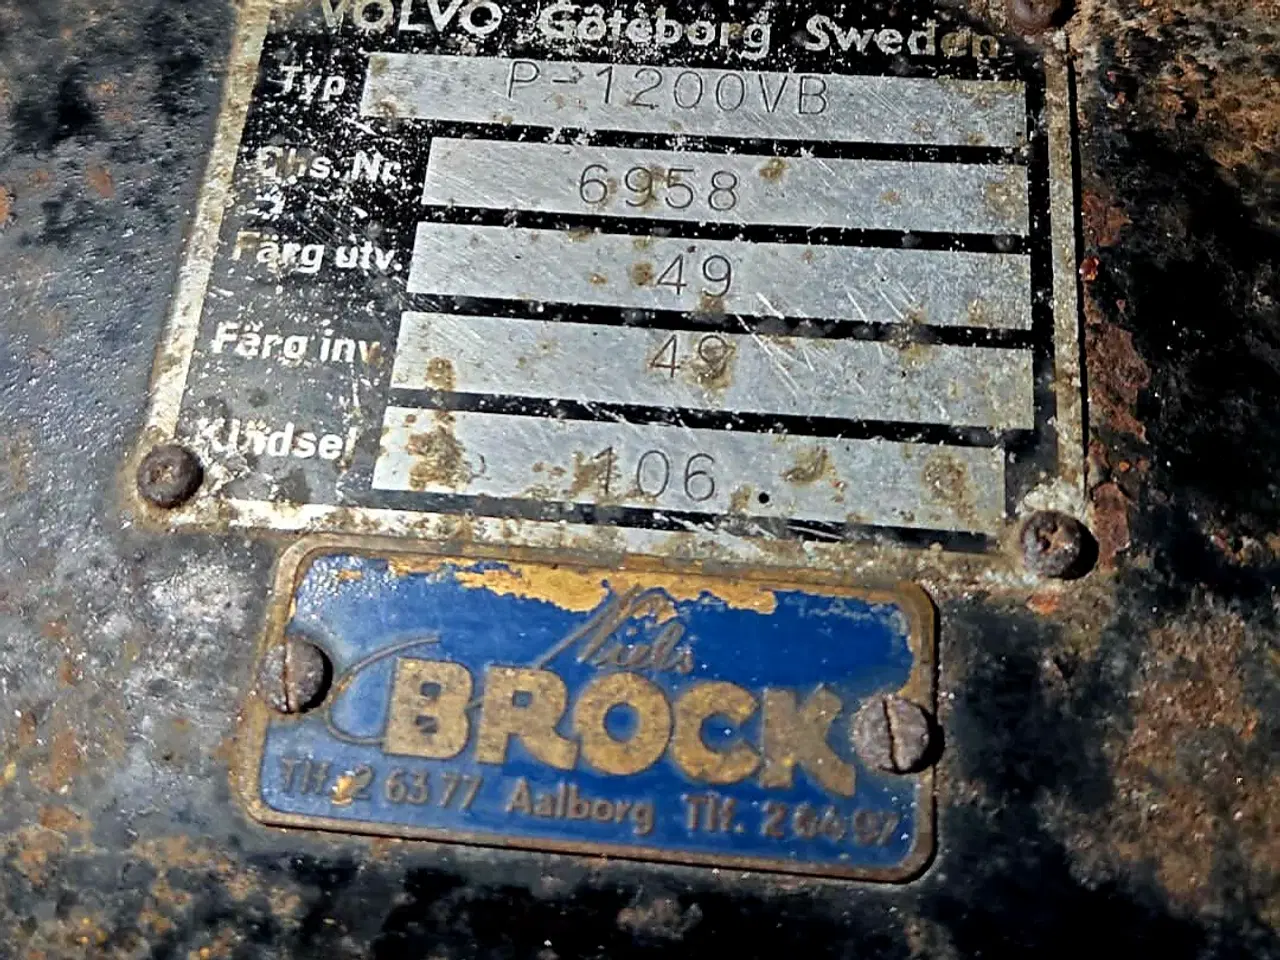 VOLVO Göteborg Sweden
Typ P-1200VB
Chs. Nr. 6958
Färg utv. 49
Färg inv. 49
Klädsel 106.
Niels
BROCK
Tlf. 2 63 77 Aalborg Tlf. 2 64 97